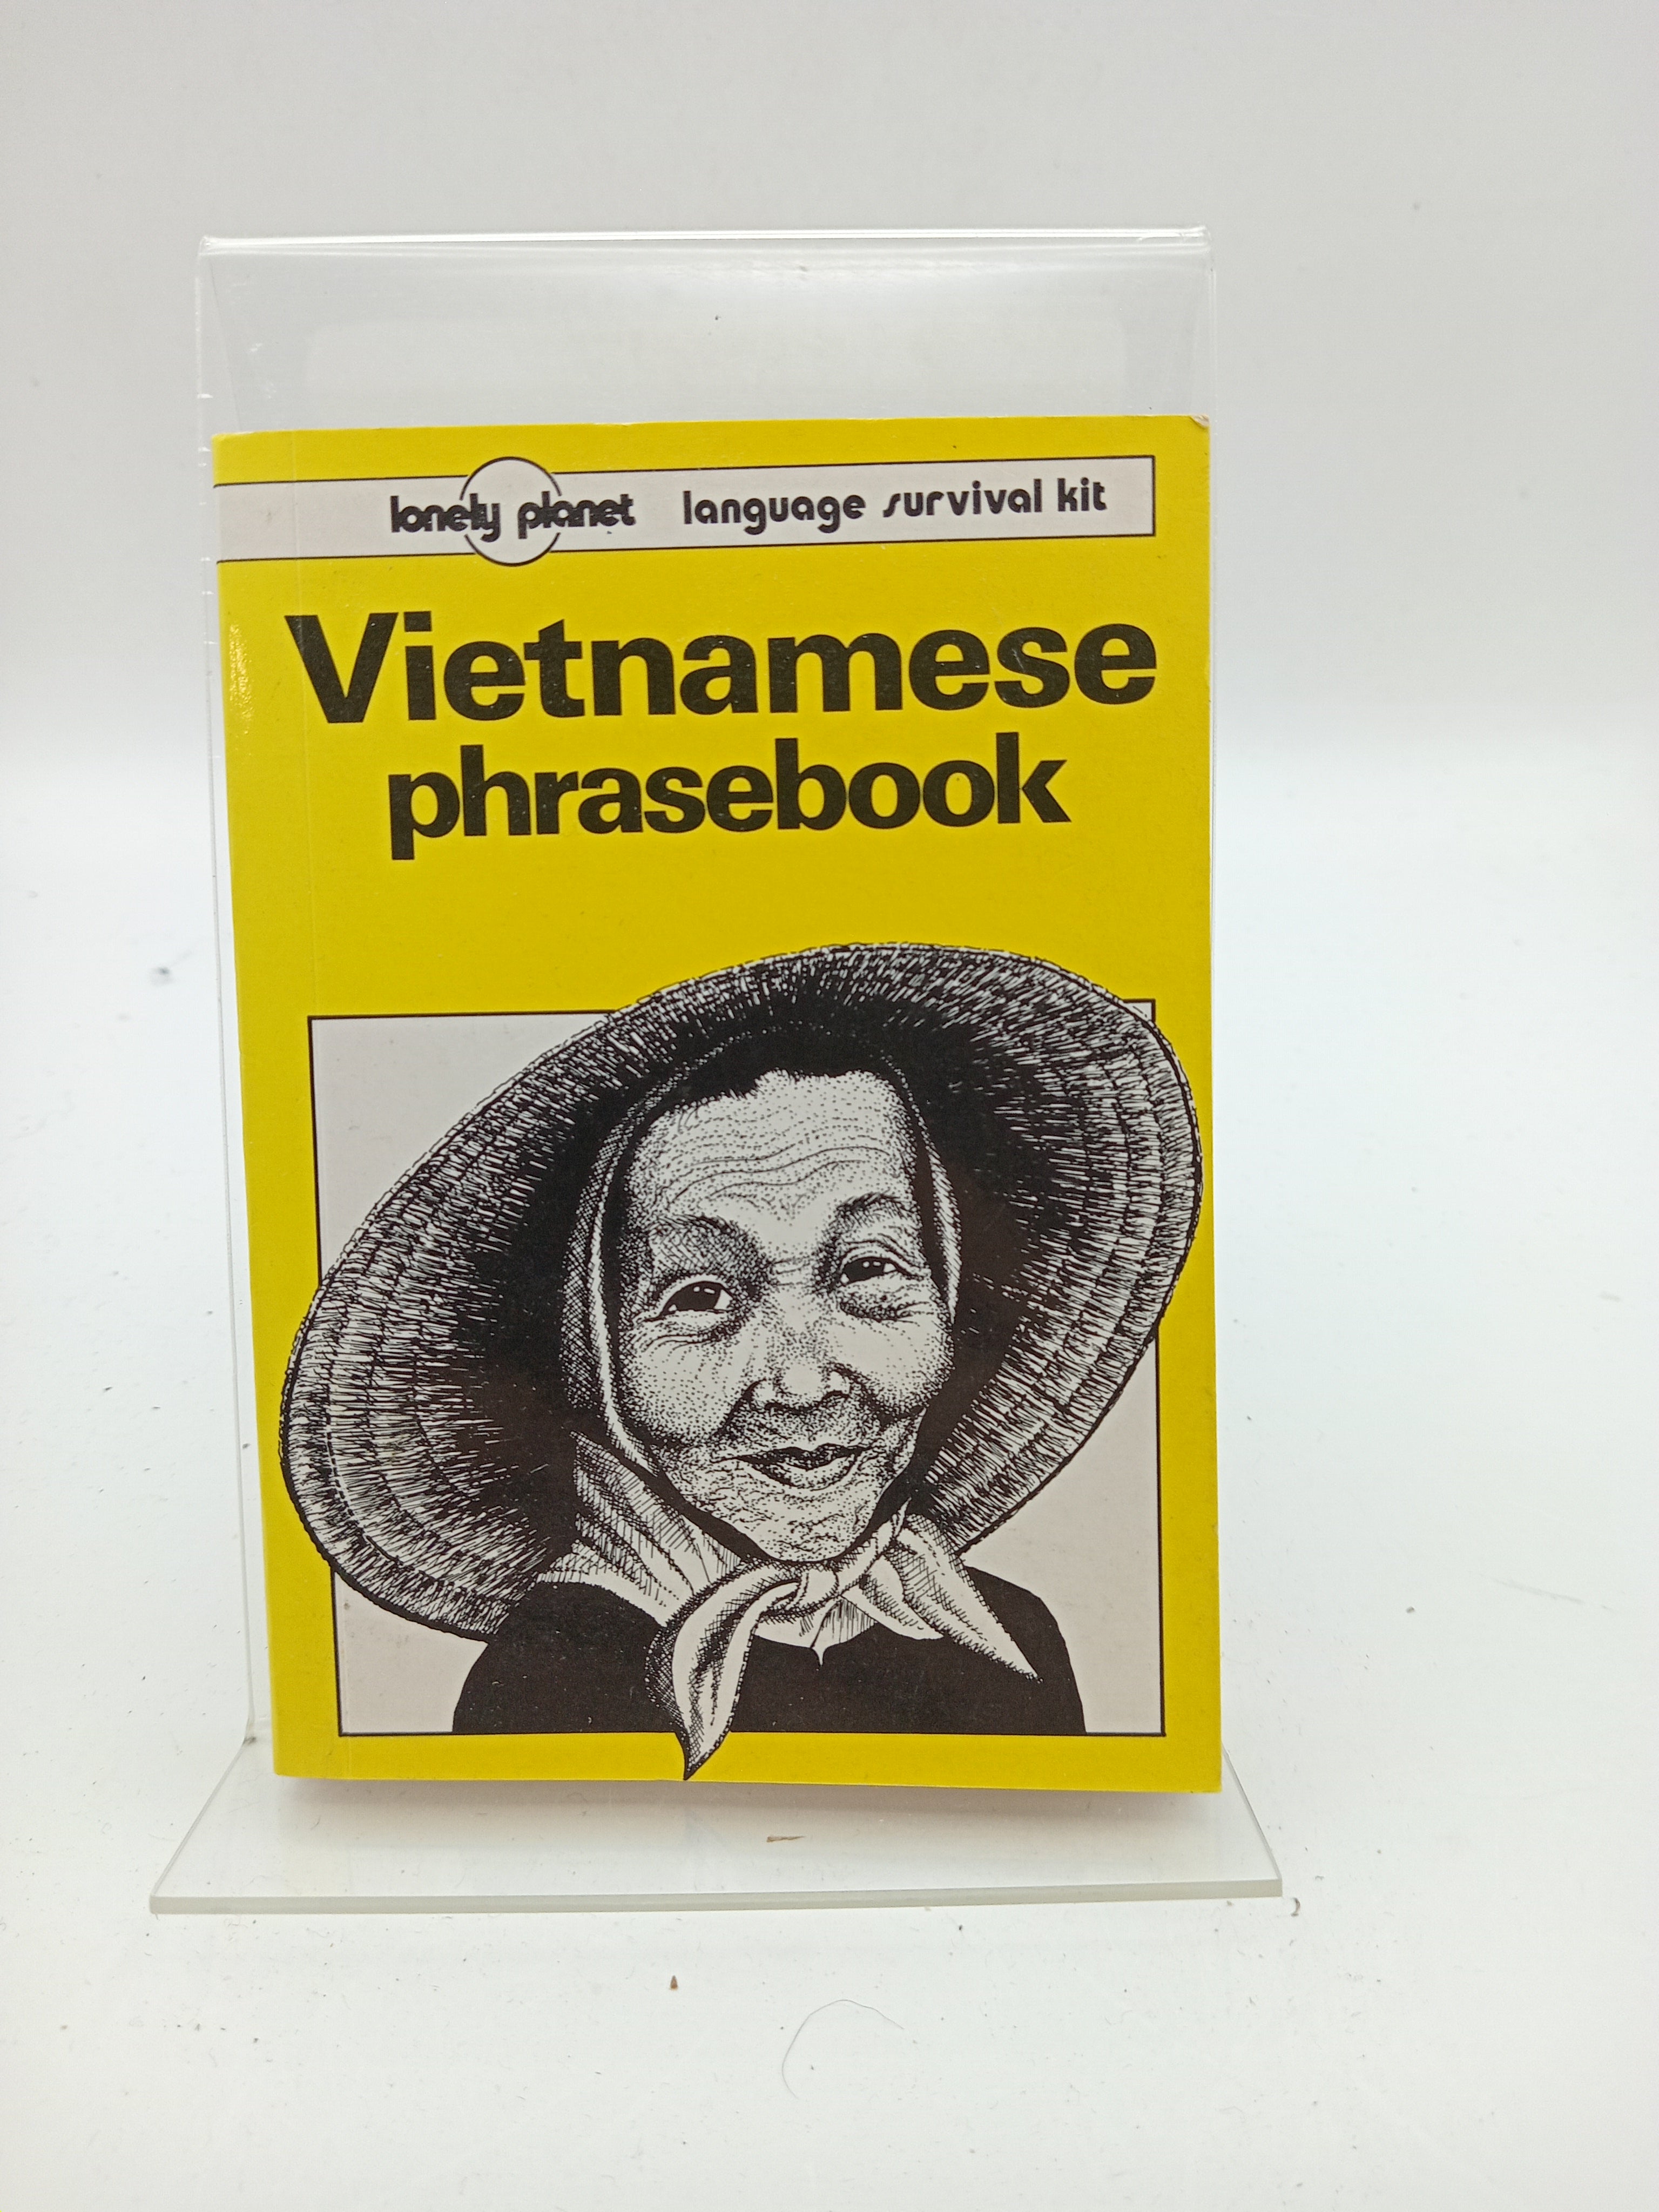 lonely planet language survival kit
Vietnamese
phrasebook